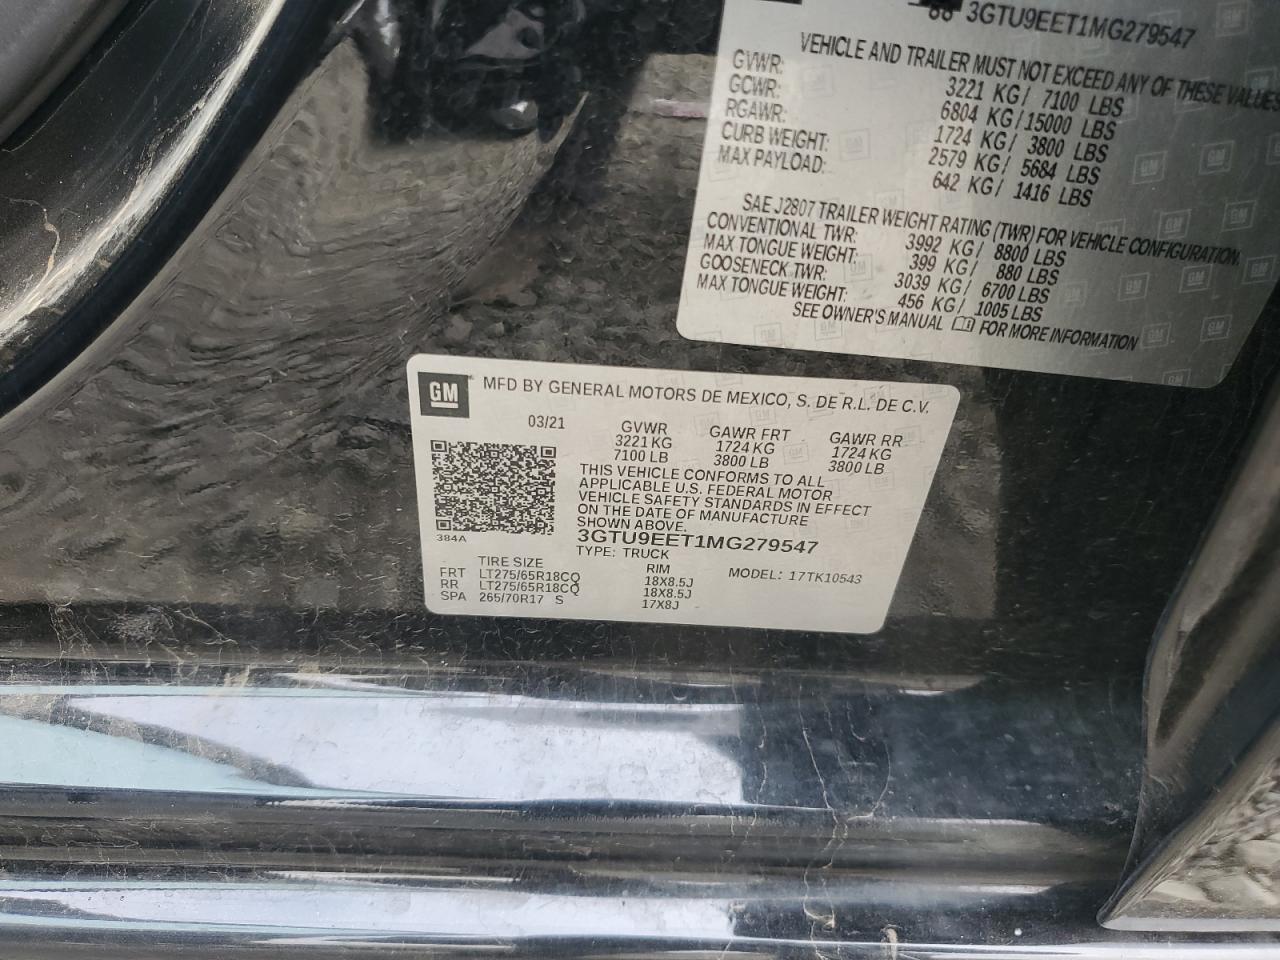 3GTU9EET1MG279547
VEHICLE AND TRAILER MUST NOT EXCEED ANY OF THESE VALUES
GVWR: 3221 KG/ 7100 LBS
GCWR: 6804 KG/15000 LBS
RGAWR: 1724 KG/ 3800 LBS
CURB WEIGHT: 2579 KG/ 5684 LBS
MAX PAYLOAD: 642 KG/ 1416 LBS
SAE J2807 TRAILER WEIGHT RATING (TWR) FOR VEHICLE CONFIGURATION
CONVENTIONAL TWR: 3992 KG/ 8800 LBS
MAX TONGUE WEIGHT: 399 KG/ 880 LBS
GOOSENECK TWR: 3039 KG/ 6700 LBS
MAX TONGUE WEIGHT: 456 KG/ 1005 LBS
SEE OWNER'S MANUAL FOR MORE INFORMATION
GM MFD BY GENERAL MOTORS DE MEXICO, S. DE R.L. DE C.V.
03/21 GVWR GAWR FRT GAWR RR
3221 KG 1724 KG 1724 KG
7100 LB 3800 LB 3800 LB
THIS VEHICLE CONFORMS TO ALL
APPLICABLE U.S. FEDERAL MOTOR
VEHICLE SAFETY STANDARDS IN EFFECT
ON THE DATE OF MANUFACTURE
SHOWN ABOVE.
384A 3GTU9EET1MG279547
TYPE: TRUCK MODEL: 17TK10543
TIRE SIZE RIM
FRT LT275/65R18CQ 18X8.5J
RR LT275/65R18CQ 18X8.5J
SPA 265/70R17 S 17X8J